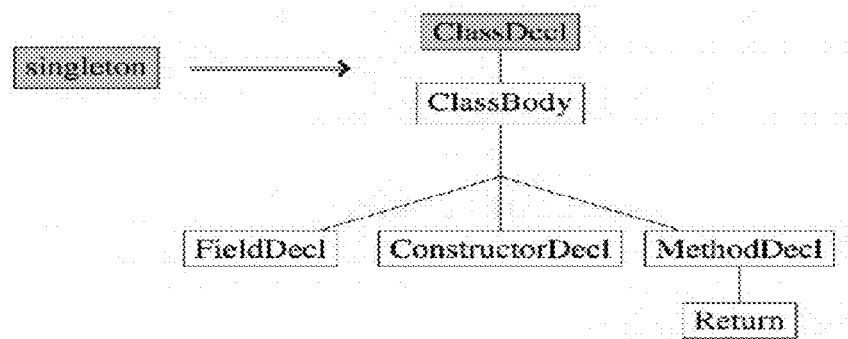 ClassDecl
singleton
ClassBody
FieldDecl ConstructorDecl MethodDecl
Return